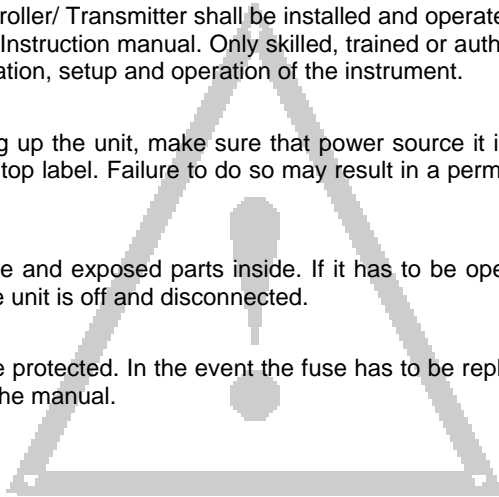 roller/ Transmitter shall be installed and operate
Instruction manual. Only skilled, trained or auth
ation, setup and operation of the instrument.
g up the unit, make sure that power source it i
top label. Failure to do so may result in a perm
e and exposed parts inside. If it has to be ope
e unit is off and disconnected.
e protected. In the event the fuse has to be repl
he manual.